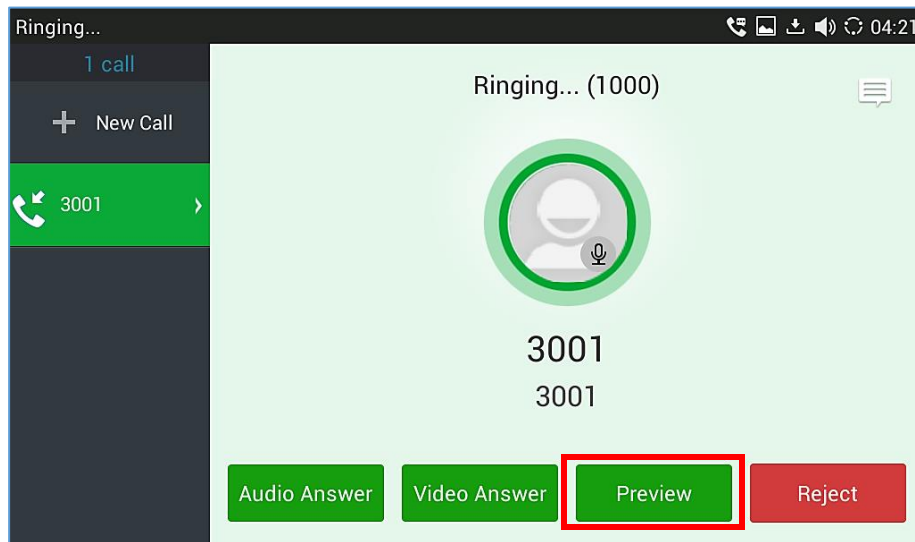 Ringing...
04:21
1 call
New Call
3001
Ringing... (1000)
3001
3001
Audio Answer
Video Answer
Preview
Reject